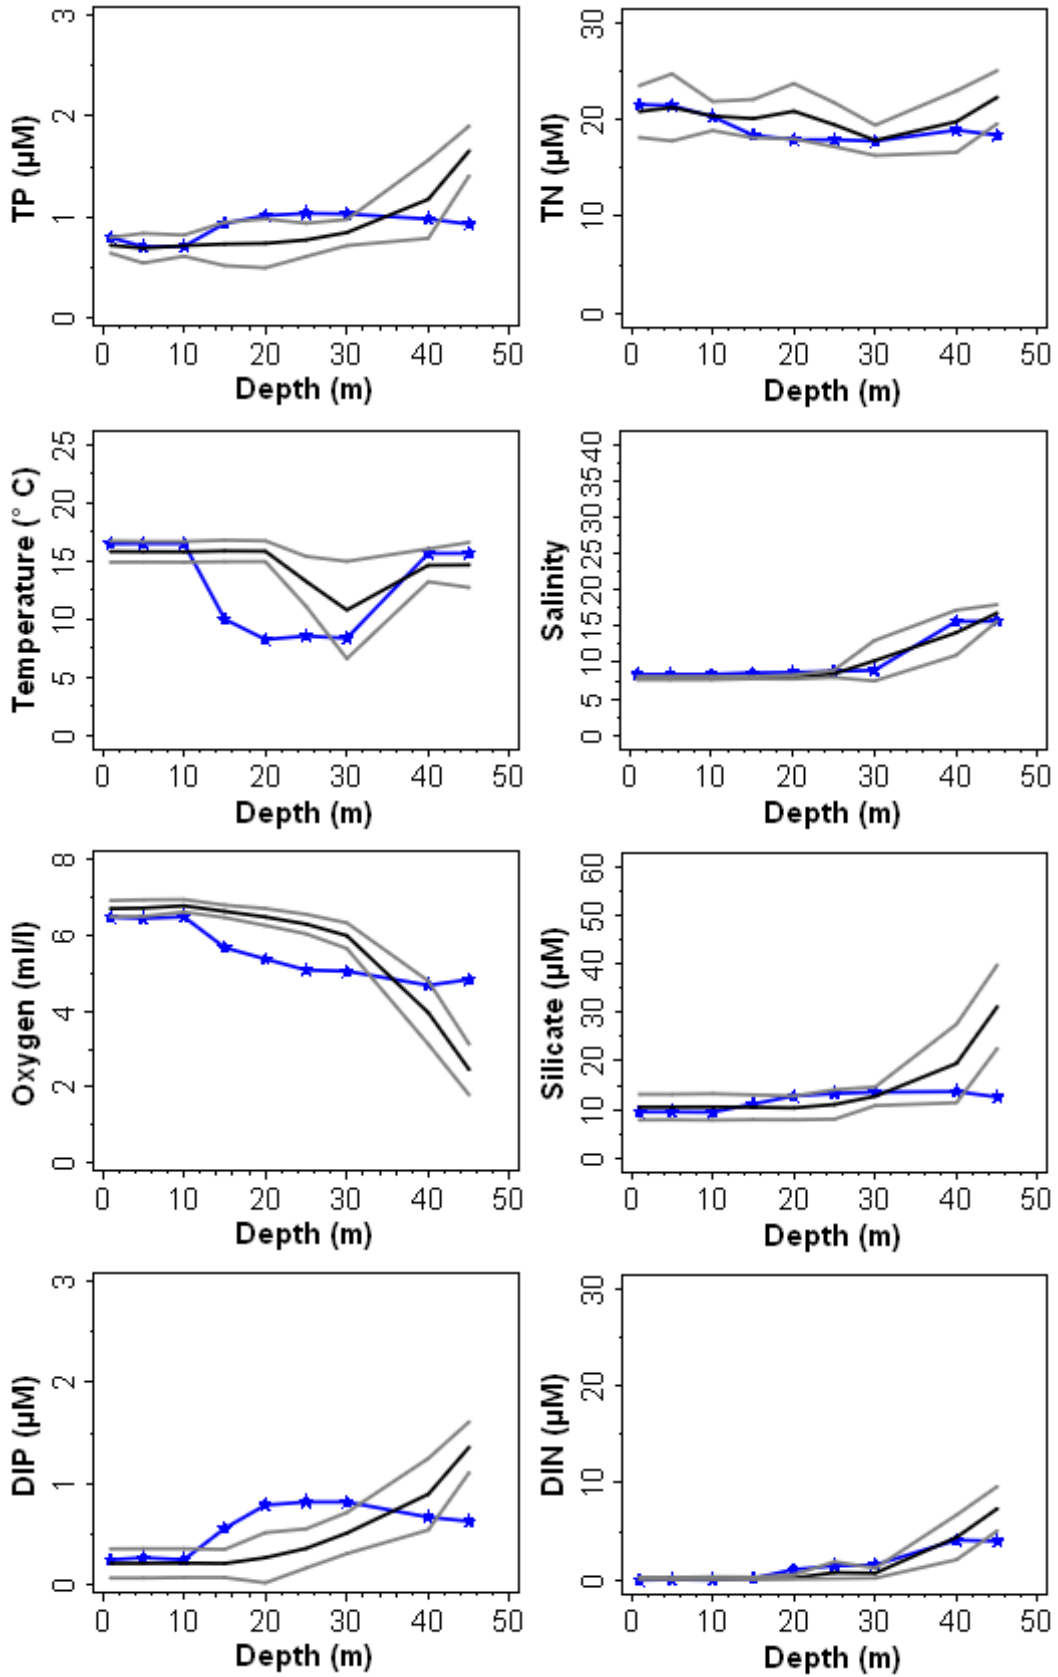 TP (µM)
3
2
1
0
0 10 20 30 40 50
Depth (m)
TN (µM)
30
20
10
0
0 10 20 30 40 50
Depth (m)
Temperature (° C)
25
20
15
10
5
0
0 10 20 30 40 50
Depth (m)
Salinity
40
35
30
25
20
15
10
5
0
0 10 20 30 40 50
Depth (m)
Oxygen (ml/l)
8
6
4
2
0
0 10 20 30 40 50
Depth (m)
Silicate (µM)
60
50
40
30
20
10
0
0 10 20 30 40 50
Depth (m)
DIP (µM)
3
2
1
0
0 10 20 30 40 50
Depth (m)
DIN (µM)
30
20
10
0
0 10 20 30 40 50
Depth (m)